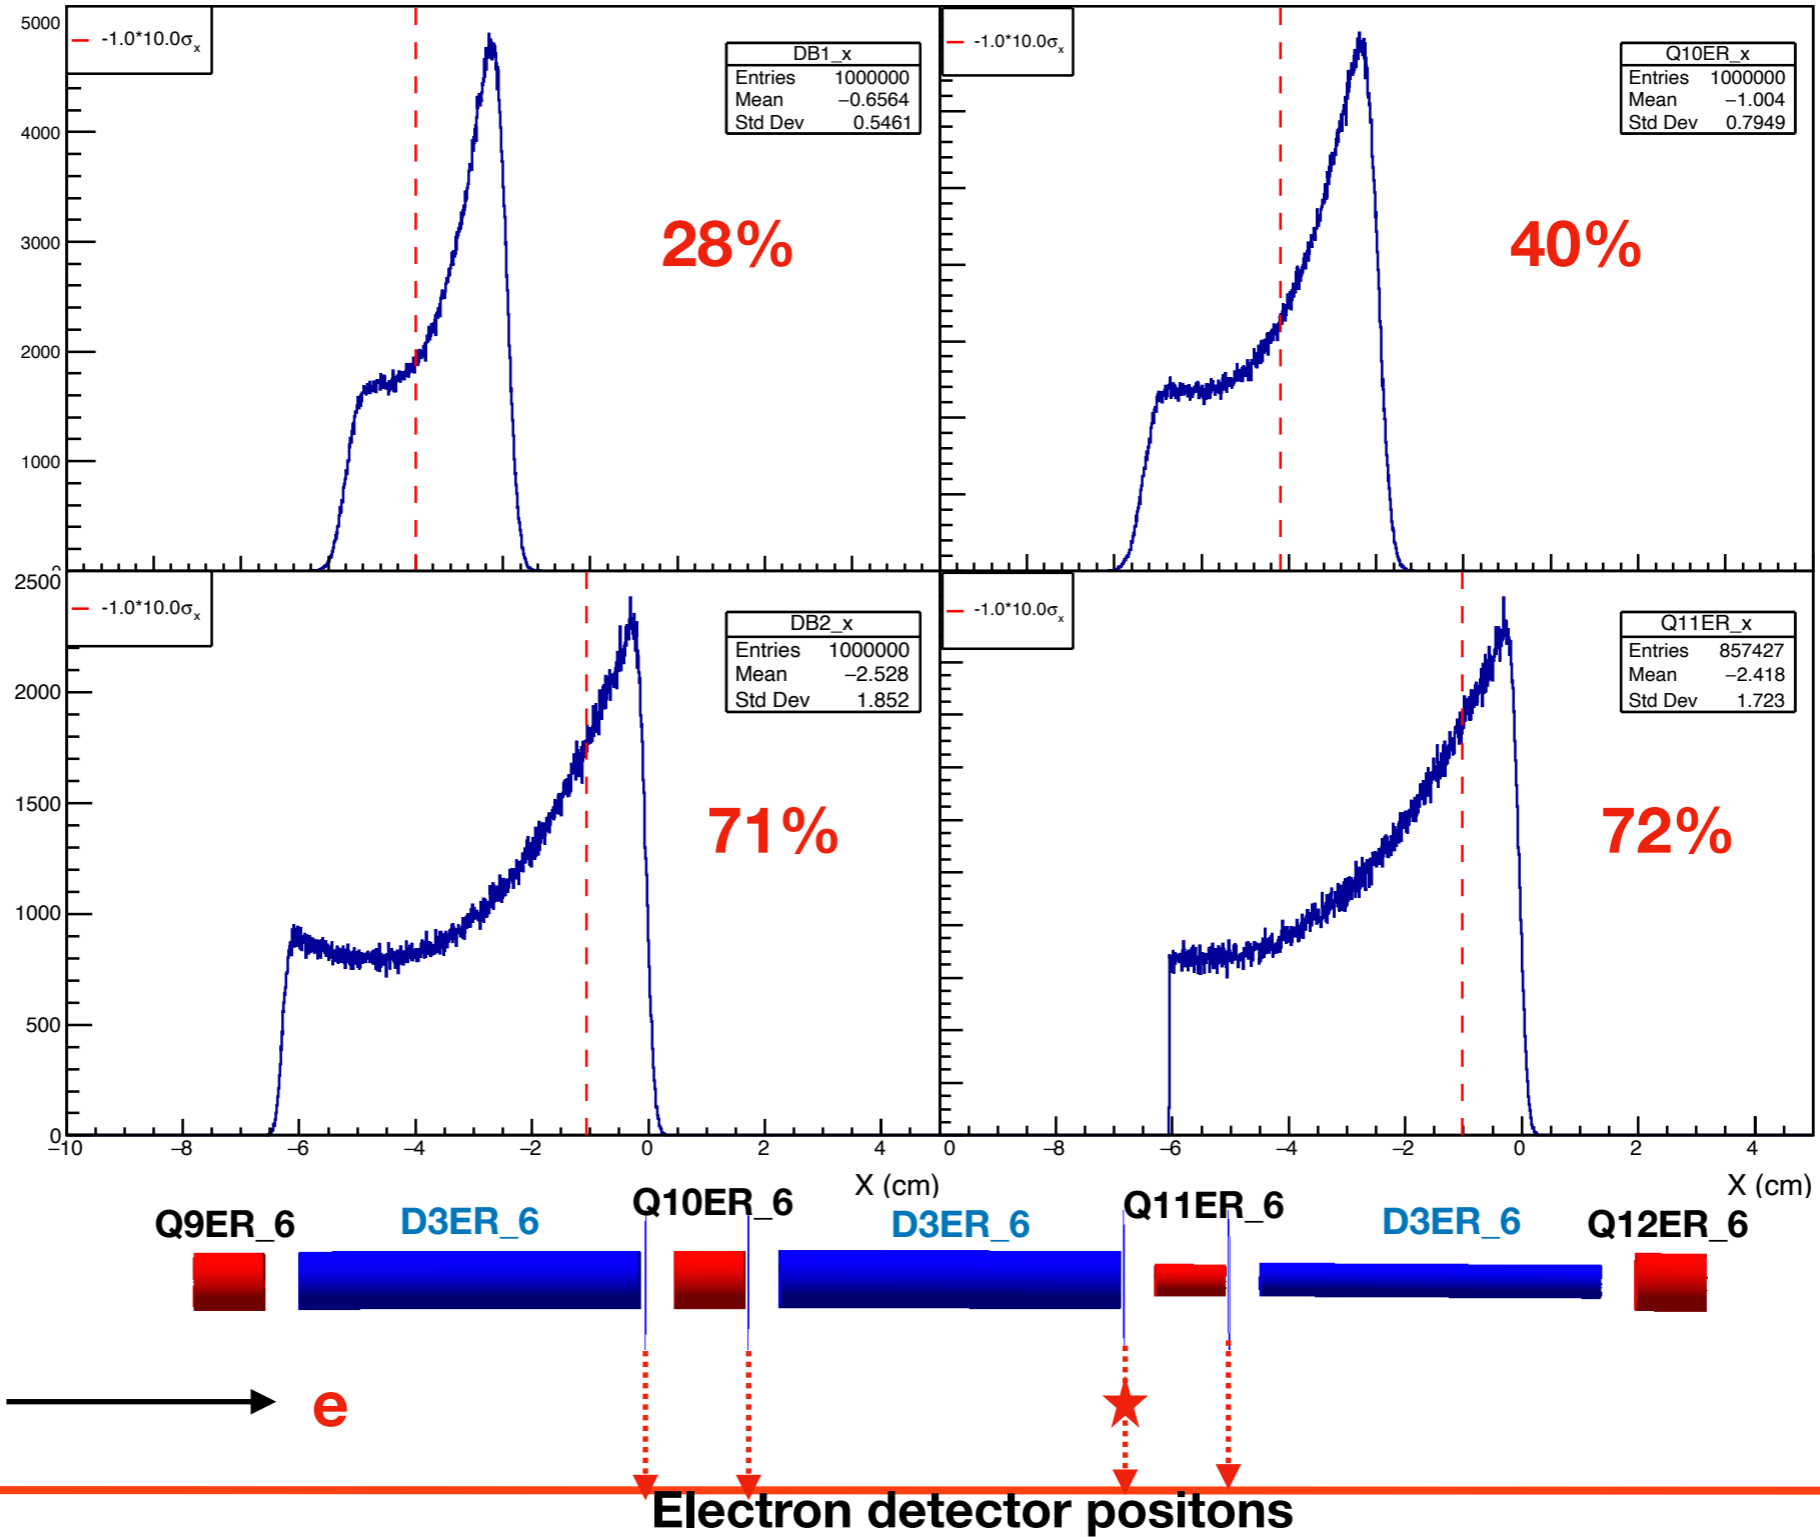 5000
4000
3000
2000
1000
0
-1.0*10.0σx
DB1_x
Entries 1000000
Mean −0.6564
Std Dev 0.5461
28%
-1.0*10.0σx
Q10ER_x
Entries 1000000
Mean −1.004
Std Dev 0.7949
40%
2500
2000
1500
1000
500
0
-1.0*10.0σx
DB2_x
Entries 1000000
Mean −2.528
Std Dev 1.852
71%
-1.0*10.0σx
Q11ER_x
Entries 857427
Mean −2.418
Std Dev 1.723
72%
−10 −8 −6 −4 −2 0 2 4
0 −8 −6 −4 −2 0 2 4
X (cm)
X (cm)
Q9ER_6
D3ER_6
Q10ER_6
D3ER_6
Q11ER_6
D3ER_6
Q12ER_6
e
Electron detector positons